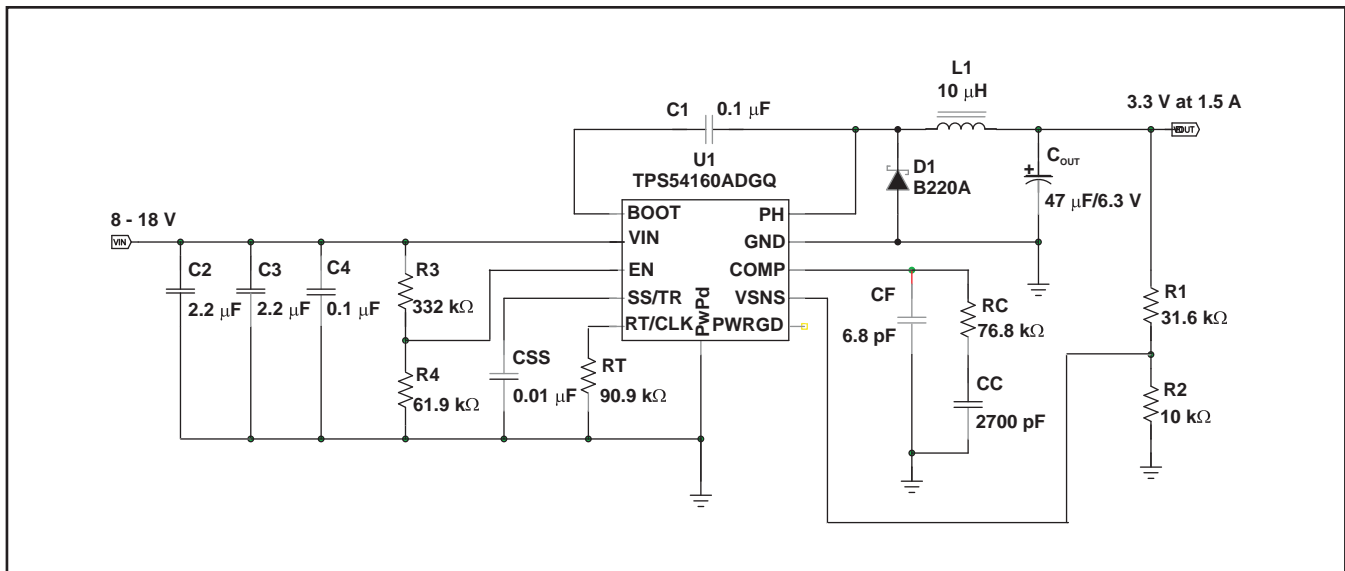 L1
10 μH
3.3 V at 1.5 A
C1
0.1 μF
U1
TPS54160ADGQ
D1
B220A
COUT
+
47 μF/6.3 V
8 - 18 V
VIN
BOOT
VIN
EN
SS/TR
RT/CLK
PwPd
PH
GND
COMP
VSNS
PWRGD
C2
2.2 μF
C3
2.2 μF
C4
0.1 μF
R3
332 kΩ
R4
61.9 kΩ
CSS
0.01 μF
RT
90.9 kΩ
CF
6.8 pF
RC
76.8 kΩ
CC
2700 pF
R1
31.6 kΩ
R2
10 kΩ